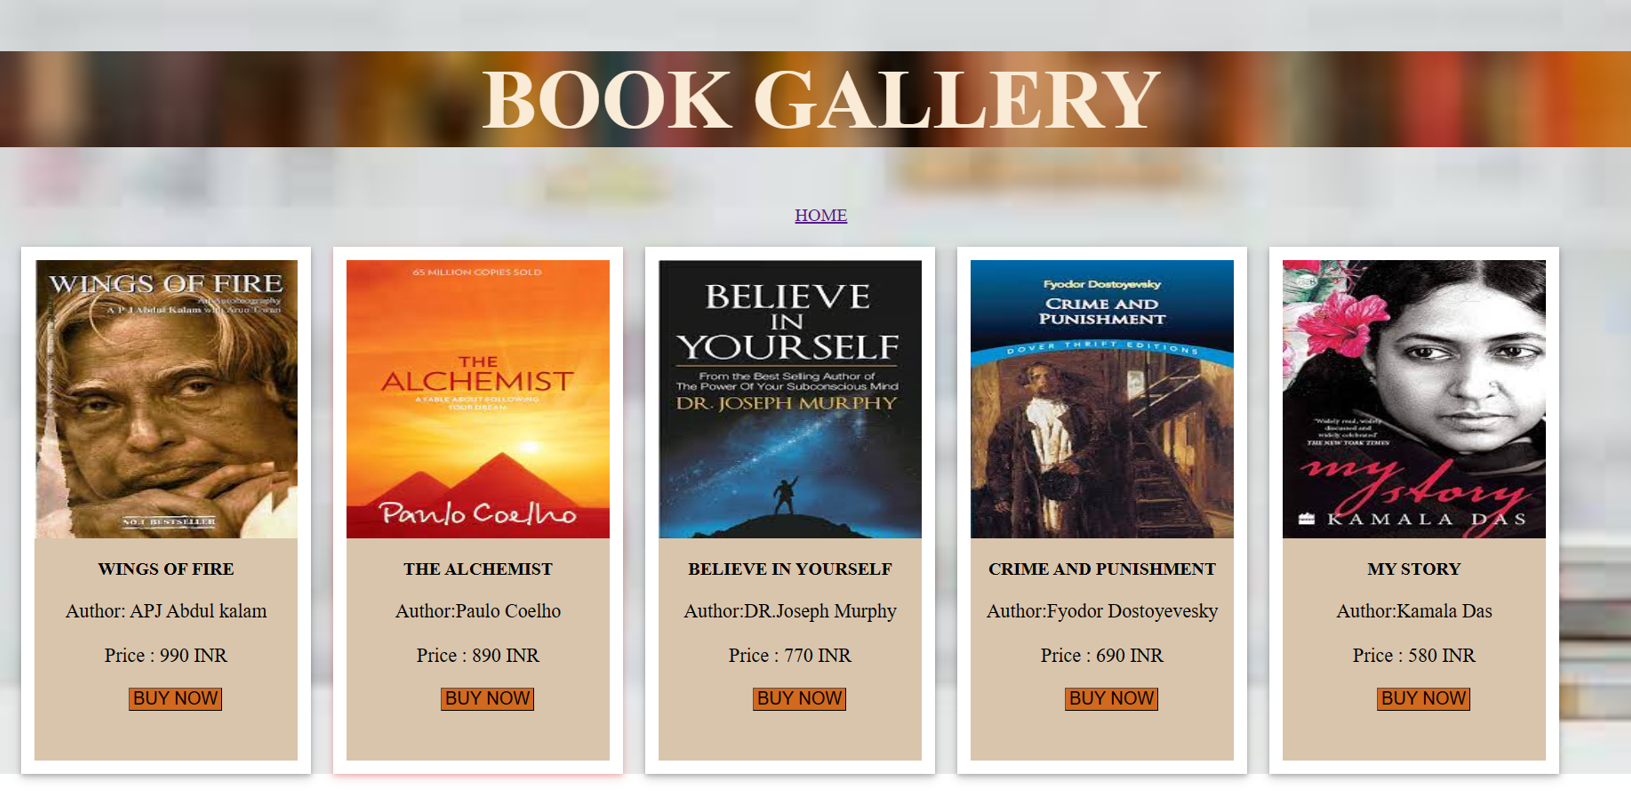 BOOK GALLERY
HOME
WINGS OF FIRE
An Autobiography
A P J Abdul Kalam with Arun Tiwari
NO.1 BESTSELLER
WINGS OF FIRE
Author: APJ Abdul kalam
Price : 990 INR
BUY NOW
65 MILLION COPIES SOLD
THE
ALCHEMIST
A FABLE ABOUT FOLLOWING
YOUR DREAM
Paulo Coelho
THE ALCHEMIST
Author:Paulo Coelho
Price : 890 INR
BUY NOW
BELIEVE
IN
YOURSELF
From the Best Selling Author of
The Power Of Your Subconscious Mind
DR. JOSEPH MURPHY
BELIEVE IN YOURSELF
Author:DR.Joseph Murphy
Price : 770 INR
BUY NOW
Fyodor Dostoyevsky
CRIME AND
PUNISHMENT
DOVER THRIFT EDITIONS
CRIME AND PUNISHMENT
Author:Fyodor Dostoyevesky
Price : 690 INR
BUY NOW
"Widely read, widely
discussed and
widely celebrated"
THE NEW YORK TIMES
my story
KAMALA DAS
MY STORY
Author:Kamala Das
Price : 580 INR
BUY NOW